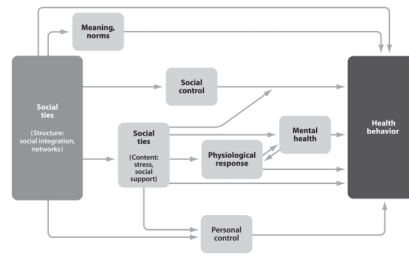 Meaning,
norms
Social
control
Social
ties
(Structure:
social integration,
networks)
Social
ties
(Content:
stress,
social
support)
Physiological
response
Mental
health
Health
behavior
Personal
control